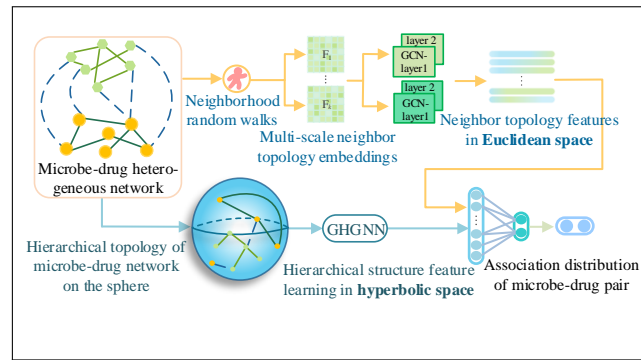 Microbe-drug hetero-
geneous network
Neighborhood
random walks
F₁
F
Multi-scale neighbor
topology embeddings
layer 2
GCN-
layer1
layer 2
GCN-
layer1
Neighbor topology features
in Euclidean space
Hierarchical topology of
microbe-drug network
on the sphere
GHGNN
Hierarchical structure feature
learning in hyperbolic space
Association distribution
of microbe-drug pair